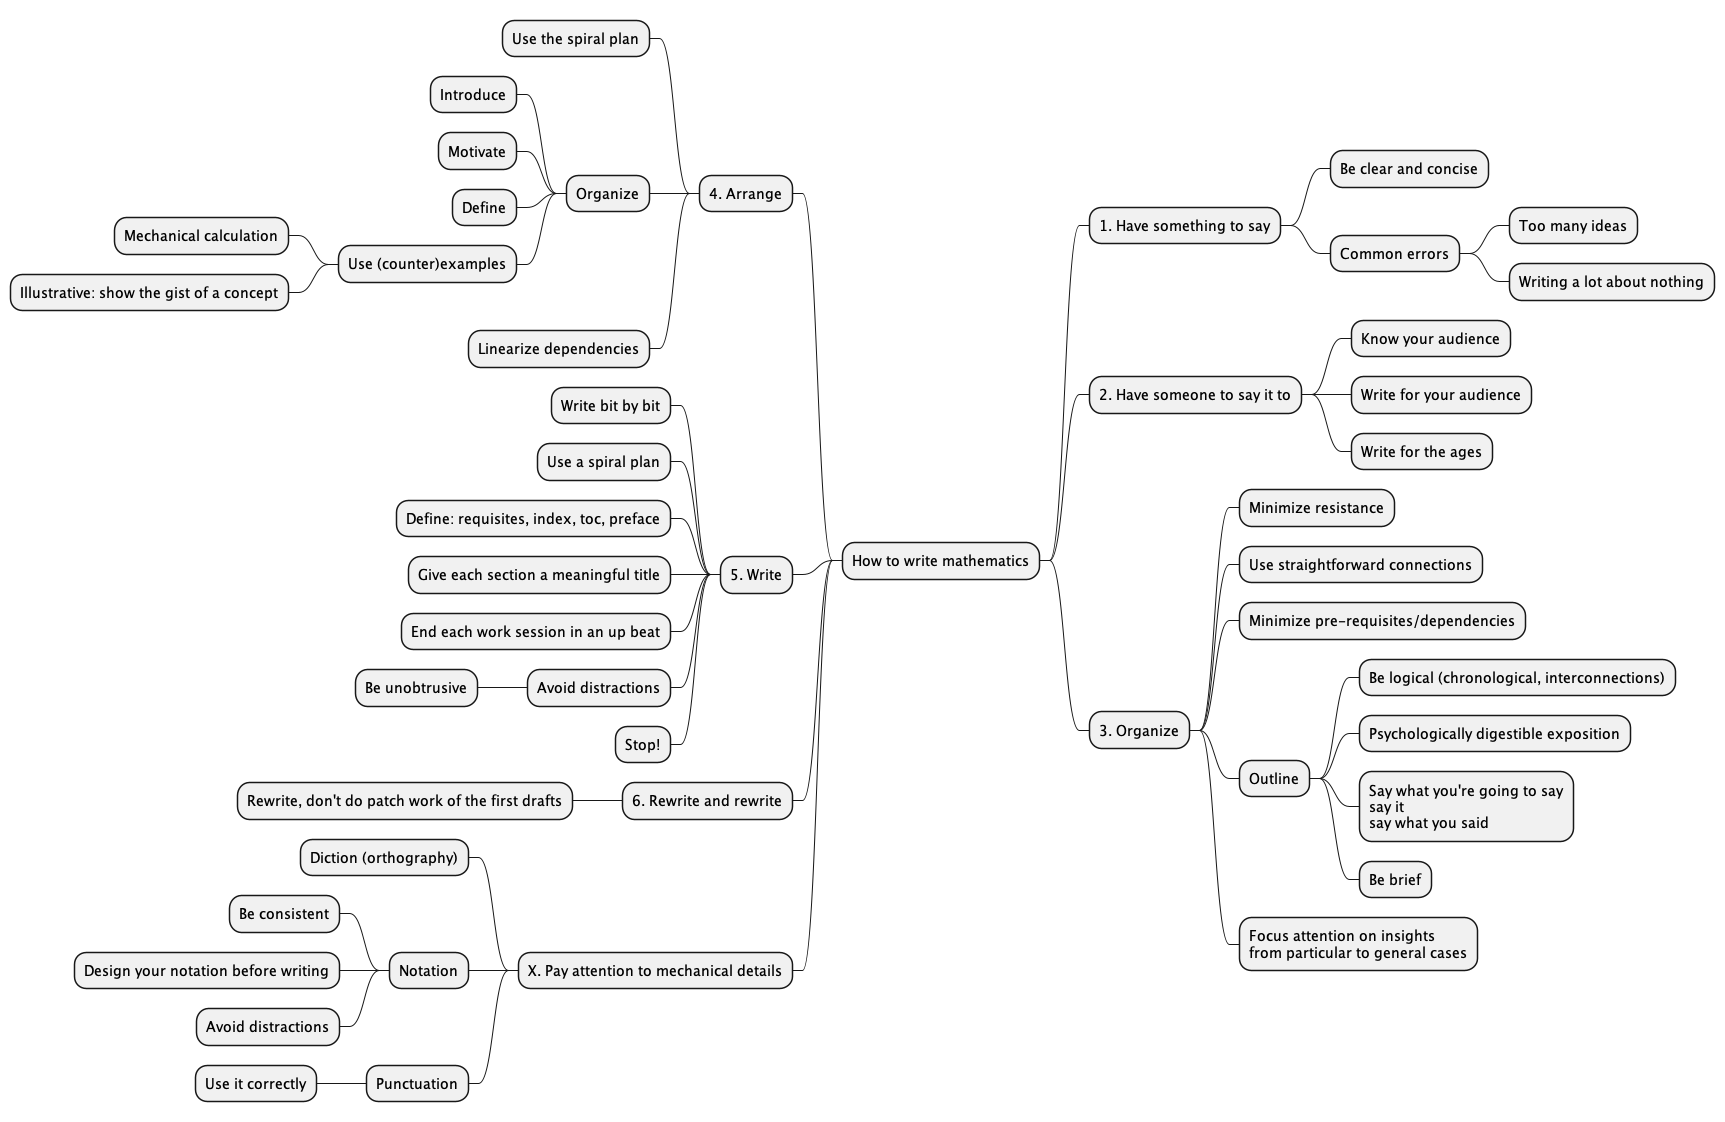 How to write mathematics
1. Have something to say
Be clear and concise
Common errors
Too many ideas
Writing a lot about nothing
2. Have someone to say it to
Know your audience
Write for your audience
Write for the ages
3. Organize
Minimize resistance
Use straightforward connections
Minimize pre-requisites/dependencies
Outline
Be logical (chronological, interconnections)
Psychologically digestible exposition
Say what you're going to say
say it
say what you said
Be brief
Focus attention on insights
from particular to general cases
4. Arrange
Use the spiral plan
Organize
Introduce
Motivate
Define
Use (counter)examples
Mechanical calculation
Illustrative: show the gist of a concept
Linearize dependencies
5. Write
Write bit by bit
Use a spiral plan
Define: requisites, index, toc, preface
Give each section a meaningful title
End each work session in an up beat
Avoid distractions
Be unobtrusive
Stop!
6. Rewrite and rewrite
Rewrite, don't do patch work of the first drafts
X. Pay attention to mechanical details
Diction (orthography)
Notation
Be consistent
Design your notation before writing
Avoid distractions
Punctuation
Use it correctly